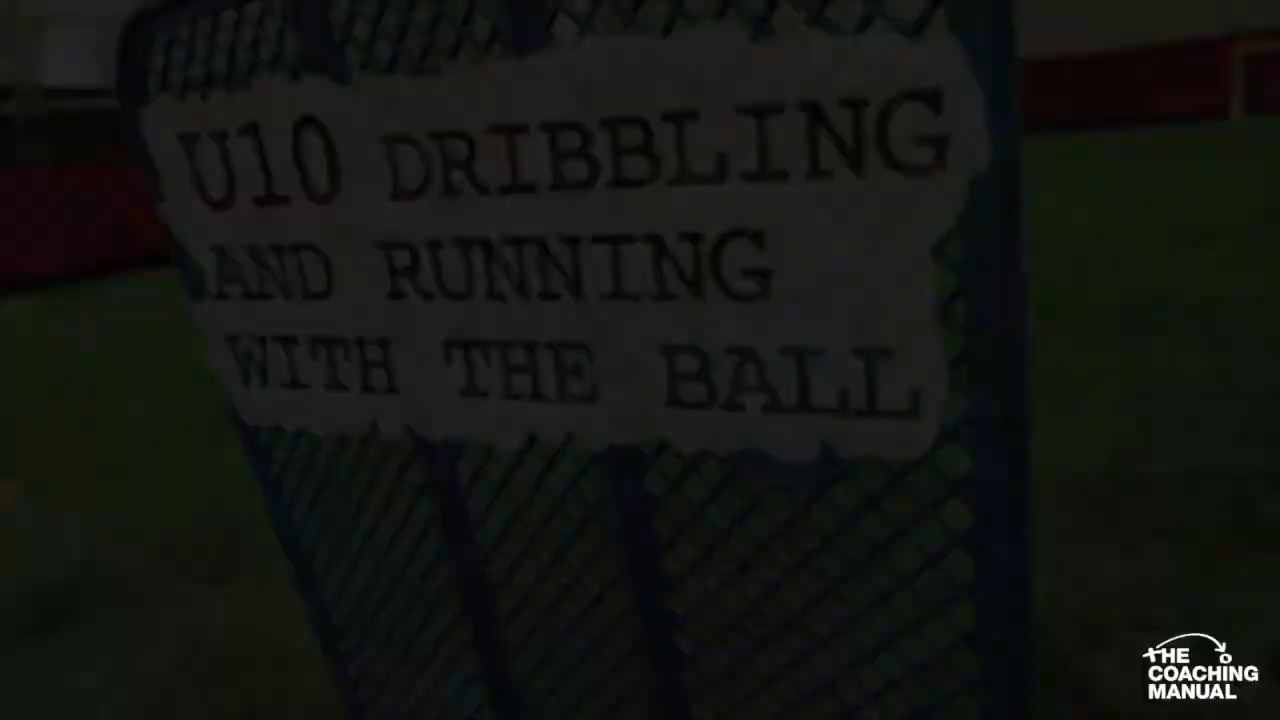 U10 DRIBBLING
AND RUNNING
WITH THE BALL
THE
COACHING
MANUAL